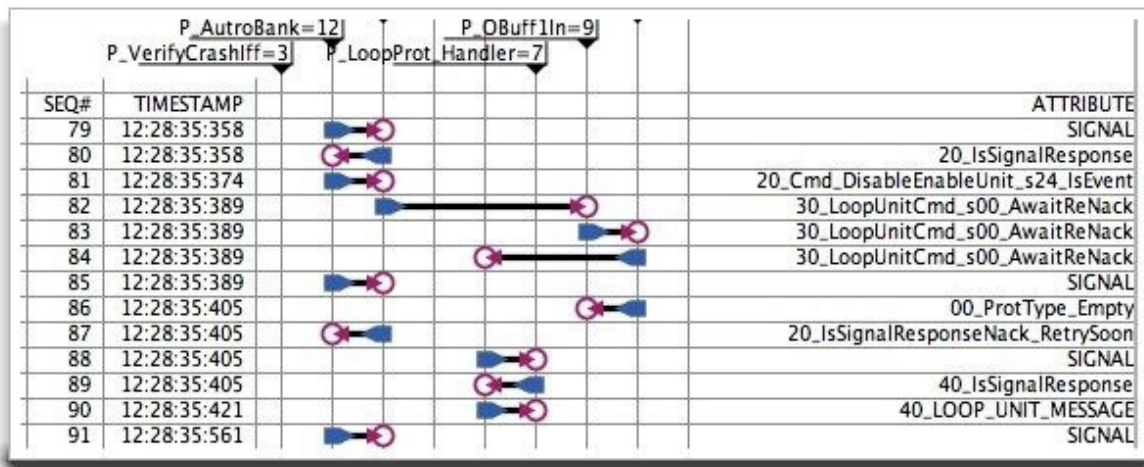 P_AutroBank=12 P_OBuff1In=9
P_VerifyCrashIff=3 P_LoopProt_Handler=7
SEQ# TIMESTAMP ATTRIBUTE
79 12:28:35:358 SIGNAL
80 12:28:35:358 20_IsSignalResponse
81 12:28:35:374 20_Cmd_DisableEnableUnit_s24_IsEvent
82 12:28:35:389 30_LoopUnitCmd_s00_AwaitReNack
83 12:28:35:389 30_LoopUnitCmd_s00_AwaitReNack
84 12:28:35:389 30_LoopUnitCmd_s00_AwaitReNack
85 12:28:35:389 SIGNAL
86 12:28:35:405 00_ProtType_Empty
87 12:28:35:405 20_IsSignalResponseNack_RetrySoon
88 12:28:35:405 SIGNAL
89 12:28:35:405 40_IsSignalResponse
90 12:28:35:421 40_LOOP_UNIT_MESSAGE
91 12:28:35:561 SIGNAL